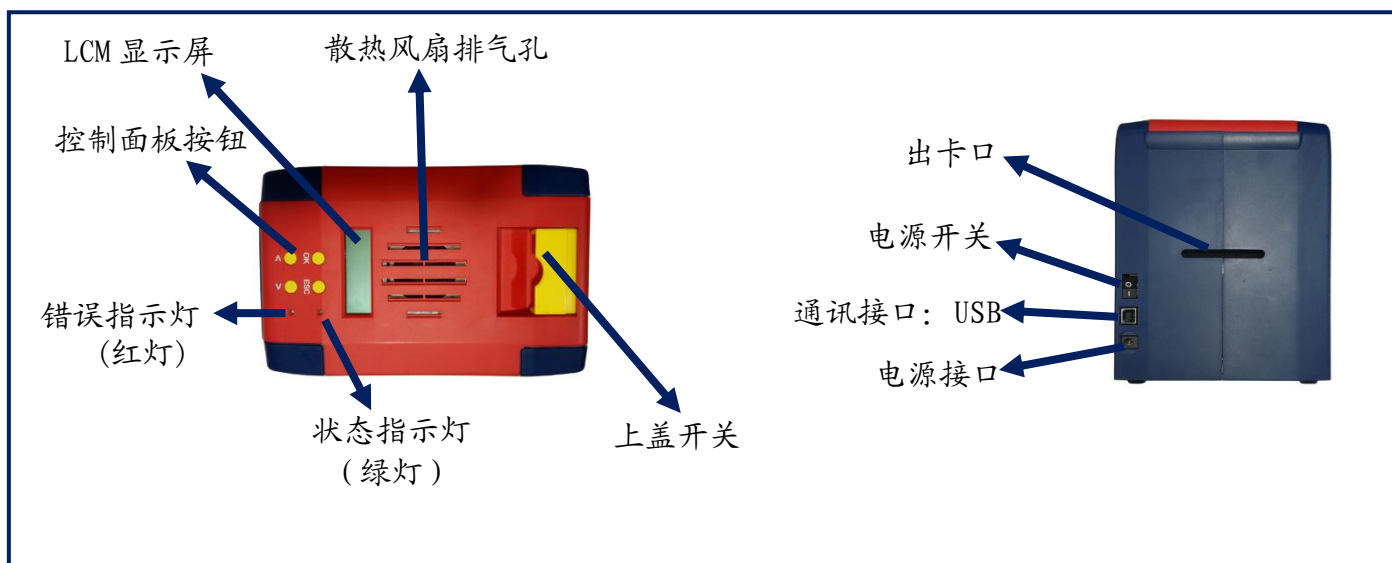 LCM 显示屏
散热风扇排气孔
控制面板按钮
错误指示灯
(红灯)
状态指示灯
(绿灯)
上盖开关
<
OK
>
ESC
出卡口
电源开关
通讯接口: USB
电源接口